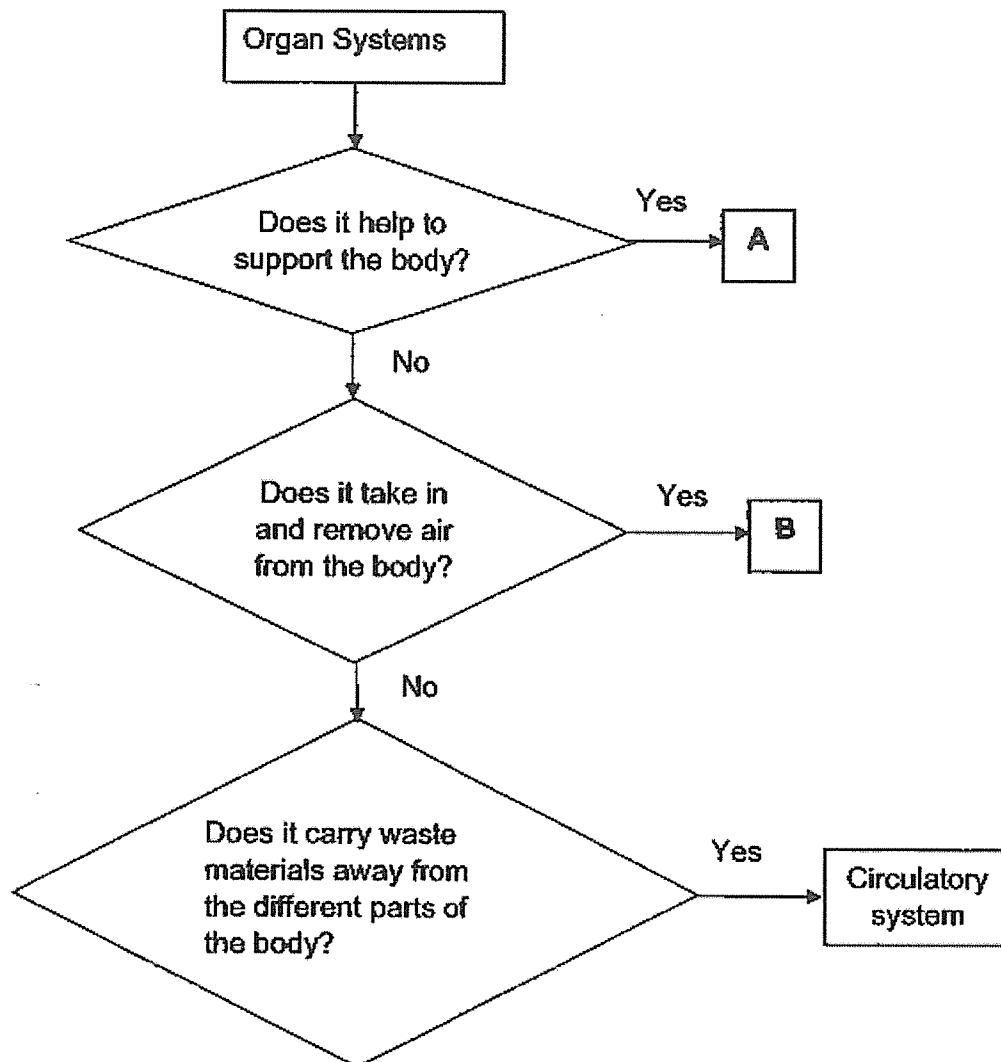 Organ Systems
Does it help to
support the body?
Yes
A
No
Does it take in
and remove air
from the body?
Yes
B
No
Does it carry waste
materials away from
the different parts of
the body?
Yes
Circulatory
system